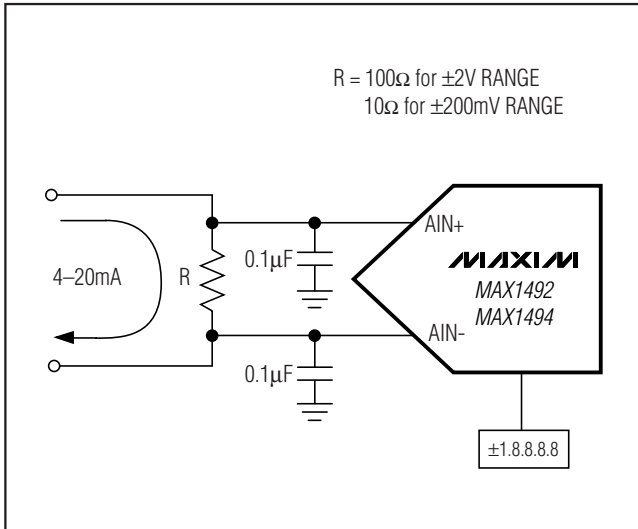 R = 100Ω for ±2V RANGE
10Ω for ±200mV RANGE
AIN+
0.1μF
MAXIM
4–20mA
R
MAX1492
MAX1494
AIN-
0.1μF
±1.8.8.8.8